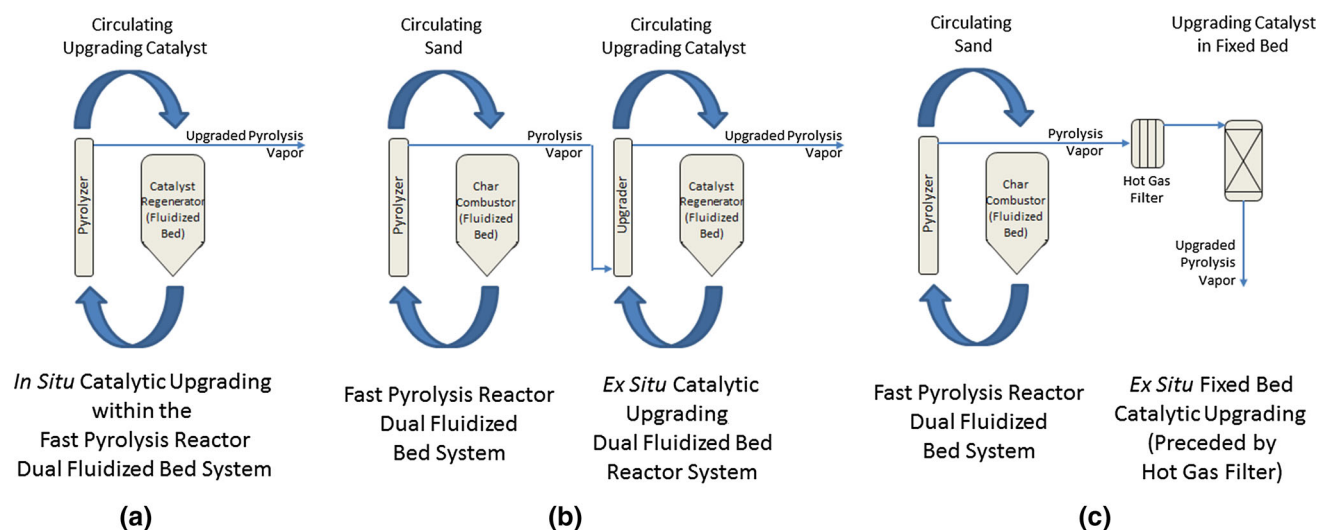 Circulating
Upgrading Catalyst
Upgraded Pyrolysis
Vapor
Pyrolyzer
Catalyst
Regenerator
(Fluidized
Bed)
In Situ Catalytic Upgrading
within the
Fast Pyrolysis Reactor
Dual Fluidized Bed System
(a)
Circulating
Sand
Pyrolysis
Vapor
Pyrolyzer
Char
Combustor
(Fluidized
Bed)
Fast Pyrolysis Reactor
Dual Fluidized
Bed System
Circulating
Upgrading Catalyst
Upgraded Pyrolysis
Vapor
Upgrader
Catalyst
Regenerator
(Fluidized
Bed)
Ex Situ Catalytic
Upgrading
Dual Fluidized Bed
Reactor System
(b)
Circulating
Sand
Pyrolysis
Vapor
Pyrolyzer
Char
Combustor
(Fluidized
Bed)
Fast Pyrolysis Reactor
Dual Fluidized
Bed System
Upgrading Catalyst
in Fixed Bed
Hot Gas
Filter
Upgraded
Pyrolysis
Vapor
Ex Situ Fixed Bed
Catalytic Upgrading
(Preceded by
Hot Gas Filter)
(c)